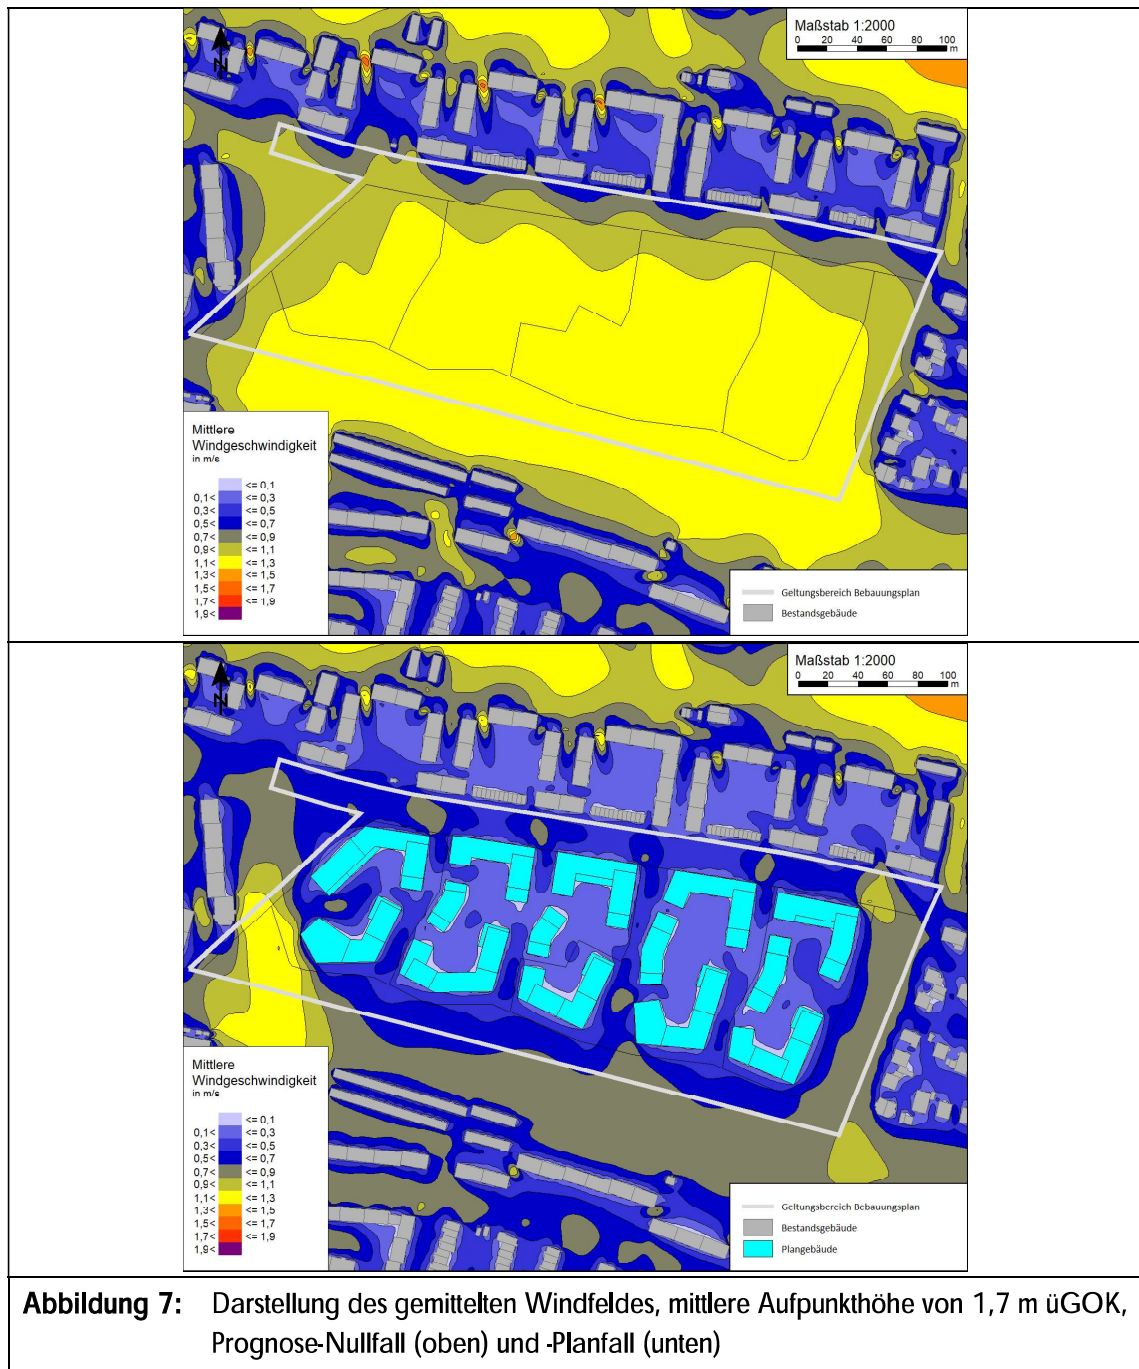 Maßstab 1:2000
0 20 40 60 80 100
m
N
Mittlere
Windgeschwindigkeit
in m/s
<= 0,1
0,1< <= 0,3
0,3< <= 0,5
0,5< <= 0,7
0,7< <= 0,9
0,9< <= 1,1
1,1< <= 1,3
1,3< <= 1,5
1,5< <= 1,7
1,7< <= 1,9
1,9<
Geltungsbereich Bebauungsplan
Bestandsgebäude
Maßstab 1:2000
0 20 40 60 80 100
m
N
Mittlere
Windgeschwindigkeit
in m/s
<= 0,1
0,1< <= 0,3
0,3< <= 0,5
0,5< <= 0,7
0,7< <= 0,9
0,9< <= 1,1
1,1< <= 1,3
1,3< <= 1,5
1,5< <= 1,7
1,7< <= 1,9
1,9<
Geltungsbereich Bebauungsplan
Bestandsgebäude
Plangebäude
Abbildung 7: Darstellung des gemittelten Windfeldes, mittlere Aufpunkthöhe von 1,7 m üGOK,
Prognose-Nullfall (oben) und -Planfall (unten)